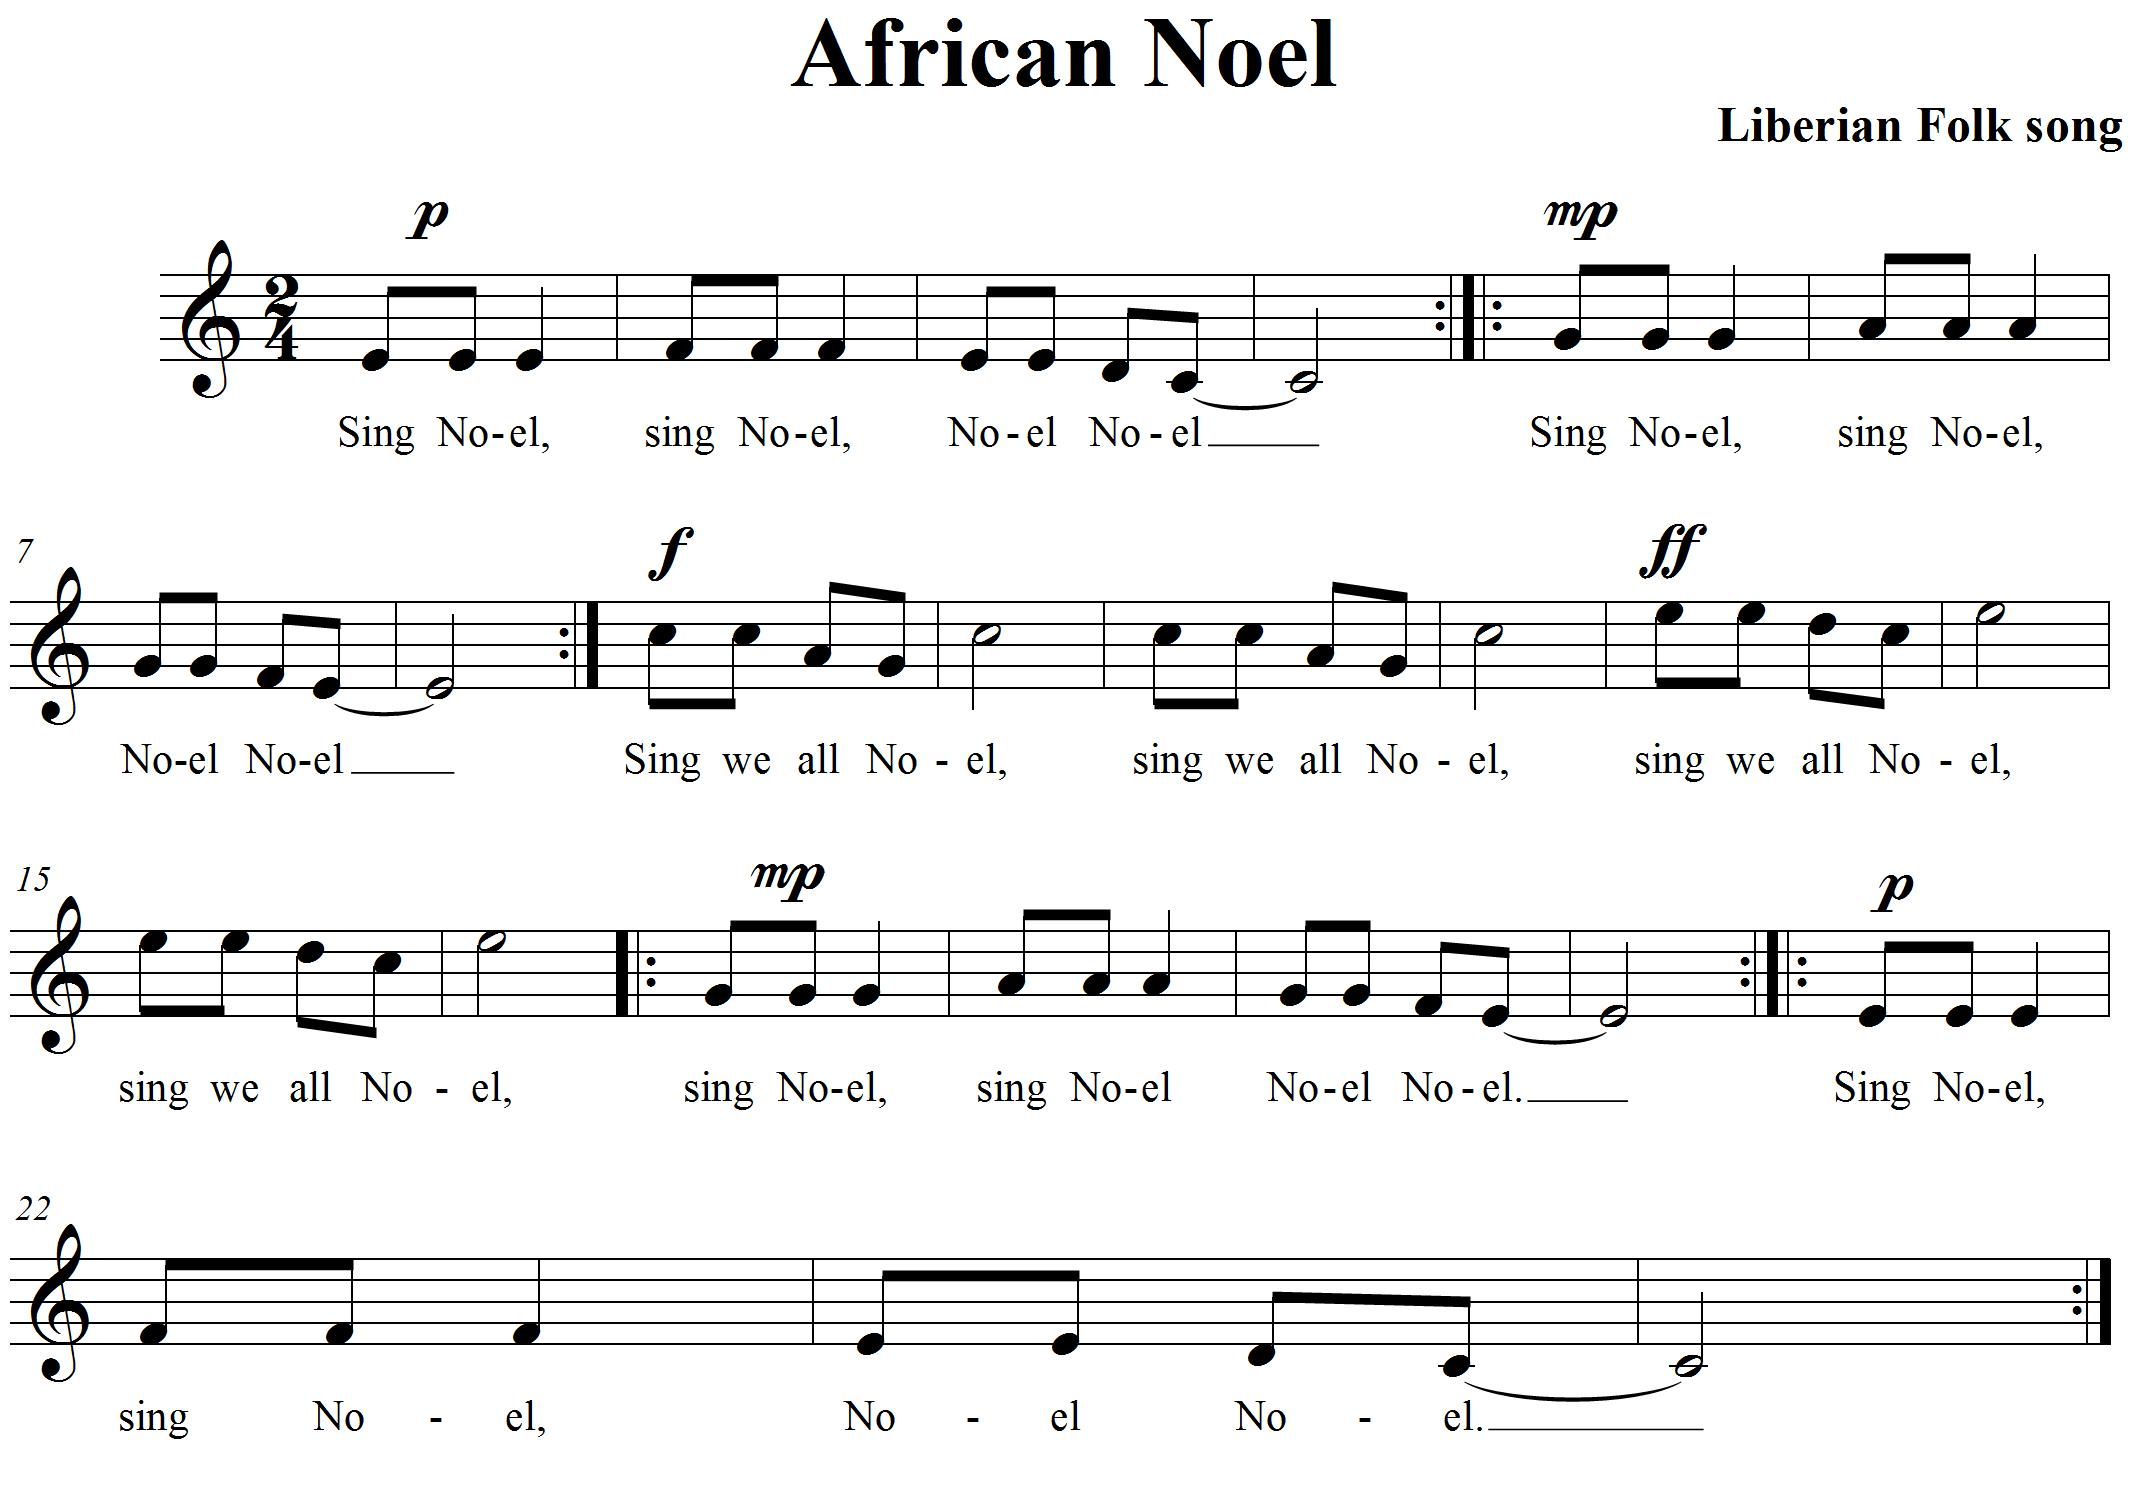 African Noel
Liberian Folk song
p mp
2
4
Sing No-el, sing No-el, No-el No-el Sing No-el, sing No-el,
7
f ff
No-el No-el Sing we all No-el, sing we all No-el, sing we all No-el,
15
mp p
sing we all No-el, sing No-el, sing No-el No-el No-el. Sing No-el,
22
sing No-el, No-el No-el.